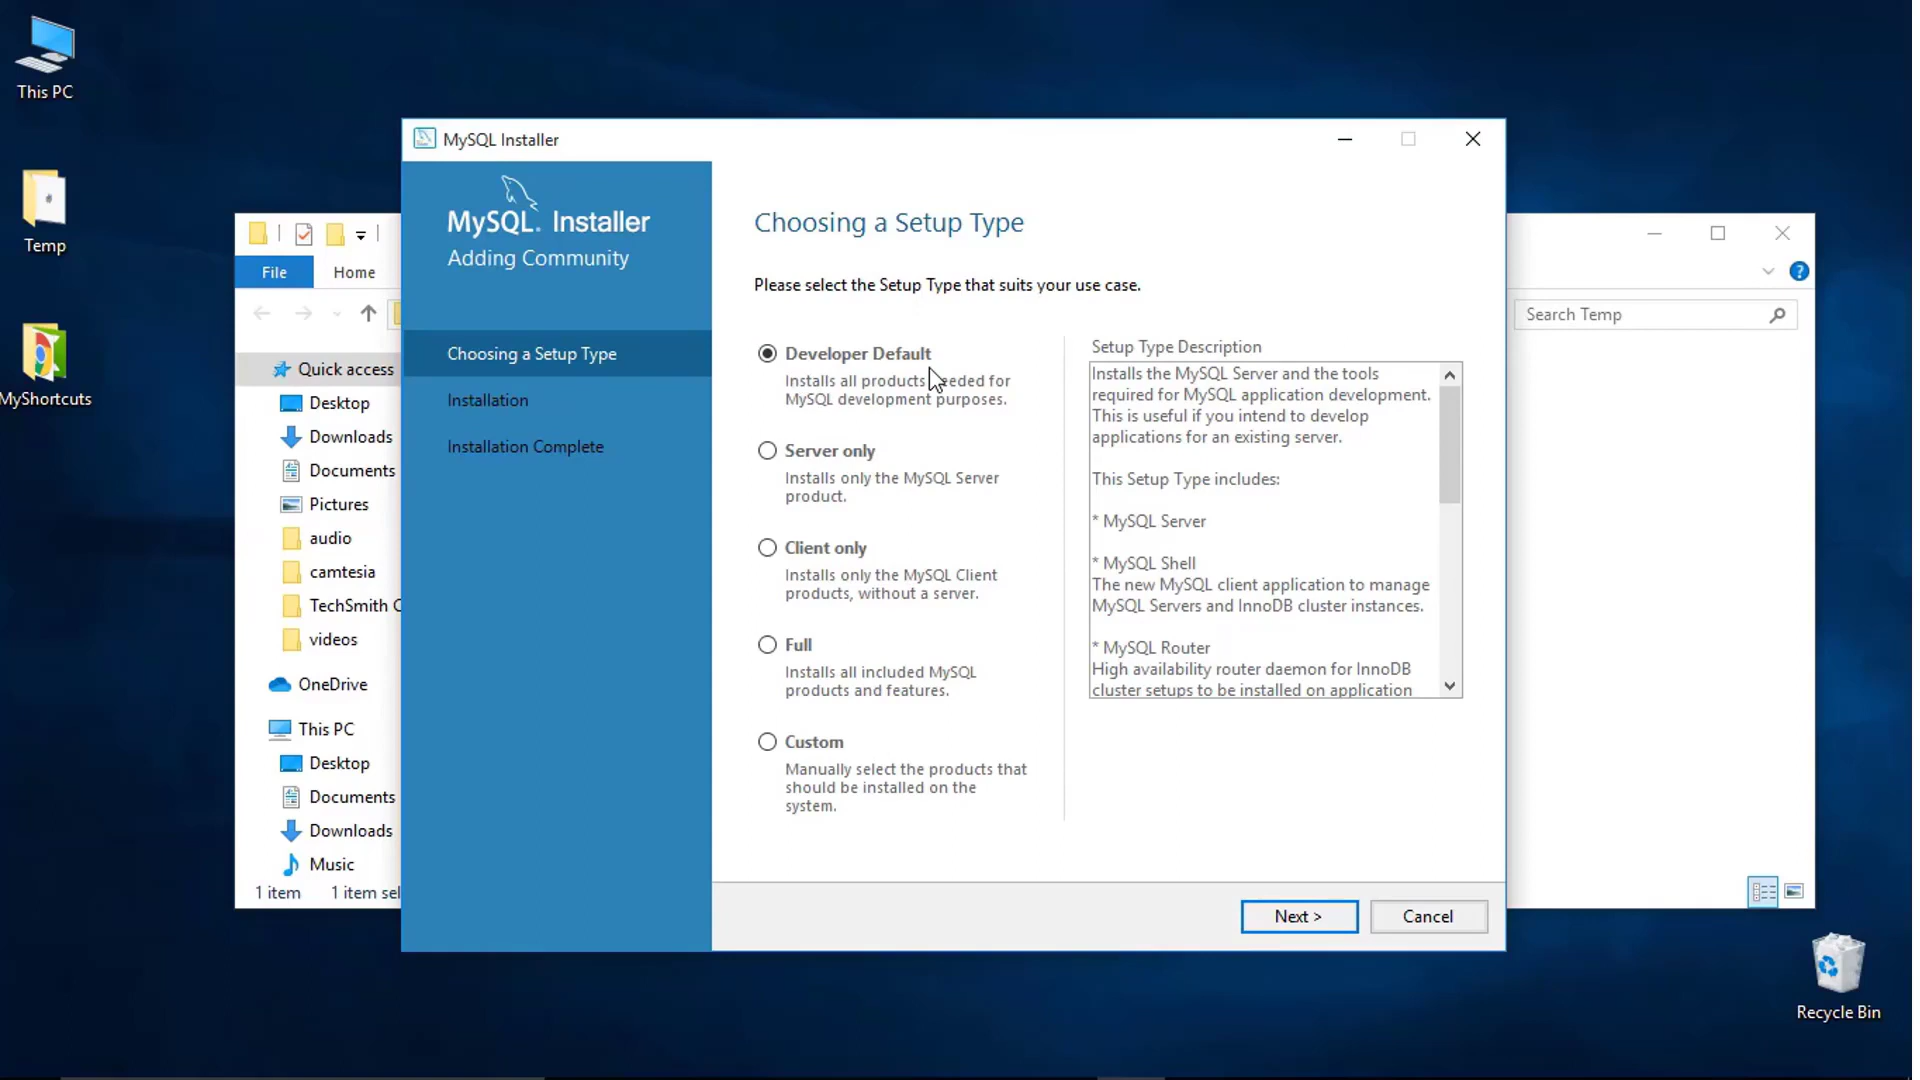 This PC
Temp
MyShortcuts
File
Home
Quick access
Desktop
Downloads
Documents
Pictures
audio
camtesia
TechSmith C
videos
OneDrive
This PC
Desktop
Documents
Downloads
Music
1 item
1 item sel
MySQL Installer
MySQL. Installer
Adding Community
Choosing a Setup Type
Installation
Installation Complete
Choosing a Setup Type
Please select the Setup Type that suits your use case.
Developer Default
Installs all products needed for
MySQL development purposes.
Server only
Installs only the MySQL Server
product.
Client only
Installs only the MySQL Client
products, without a server.
Full
Installs all included MySQL
products and features.
Custom
Manually select the products that
should be installed on the
system.
Setup Type Description
Installs the MySQL Server and the tools
required for MySQL application development.
This is useful if you intend to develop
applications for an existing server.
This Setup Type includes:
* MySQL Server
* MySQL Shell
The new MySQL client application to manage
MySQL Servers and InnoDB cluster instances.
* MySQL Router
High availability router daemon for InnoDB
cluster setups to be installed on application
Next >
Cancel
Search Temp
Recycle Bin